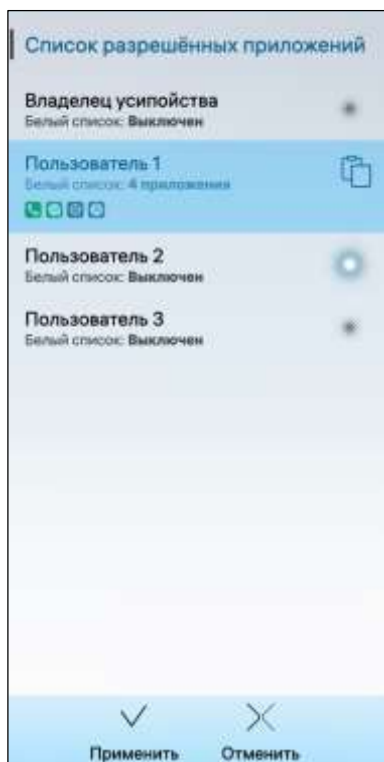 Список разрешённых приложений
Владелец усипойства
Белый список: Выключен
Пользователь 1
Белый список: 4 приложения
Пользователь 2
Белый список: Выключен
Пользователь 3
Белый список: Выключен
Применить
Отменить